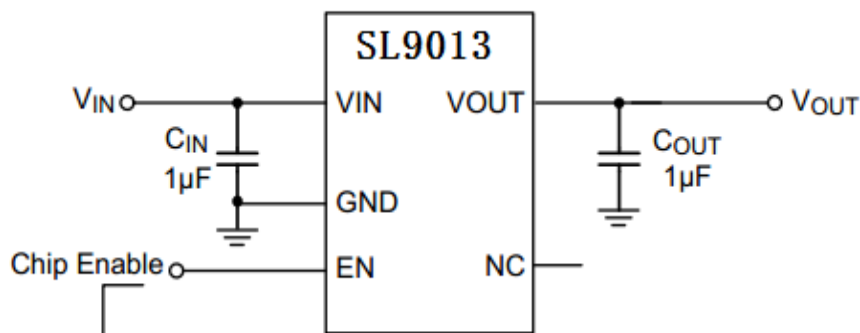 SL9013
VIN
VIN
VOUT
VOUT
CIN
1μF
COUT
1μF
GND
Chip Enable
EN
NC